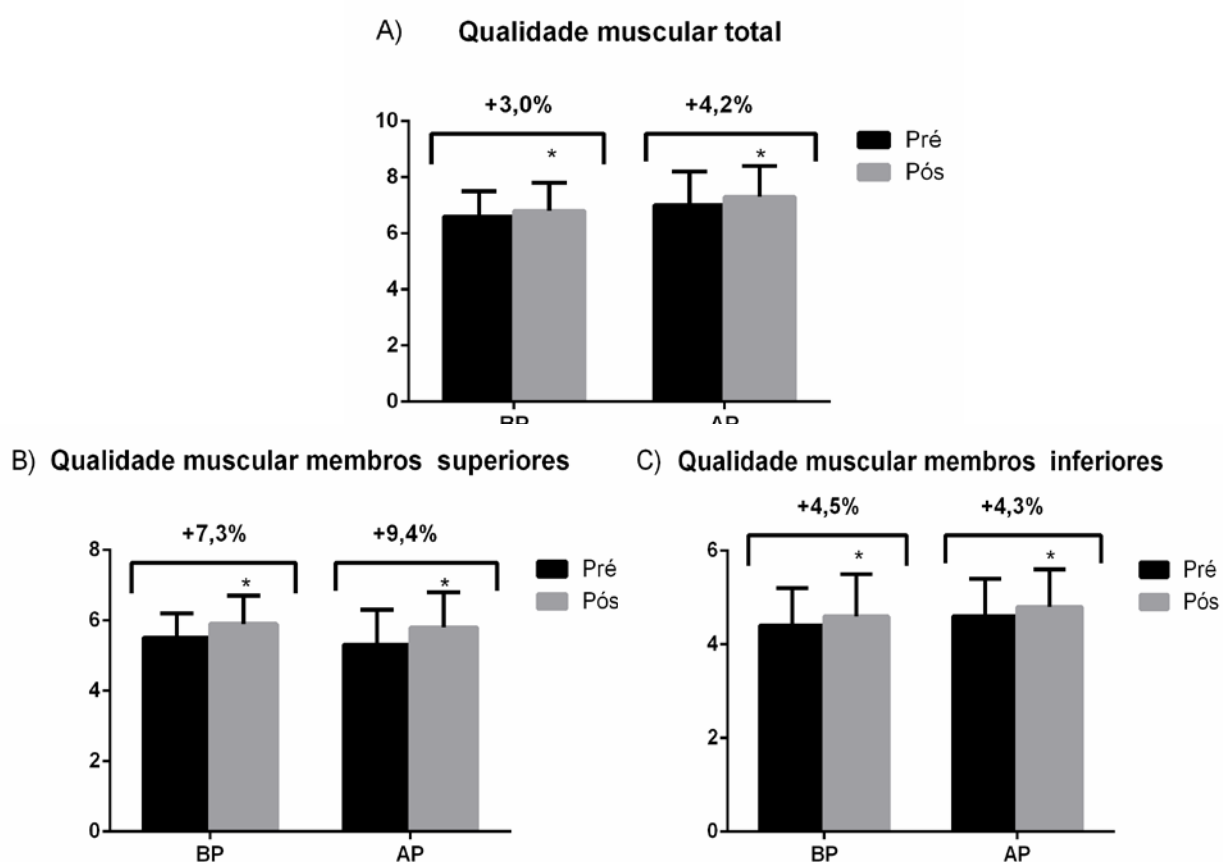 A) Qualidade muscular total
+3,0% +4,2%
10
8
6
4
2
0
* *
Pré
Pós
BP AP
B) Qualidade muscular membros superiores
+7,3% +9,4%
8
6
4
2
0
* *
Pré
Pós
BP AP
C) Qualidade muscular membros inferiores
+4,5% +4,3%
6
4
2
0
* *
Pré
Pós
BP AP